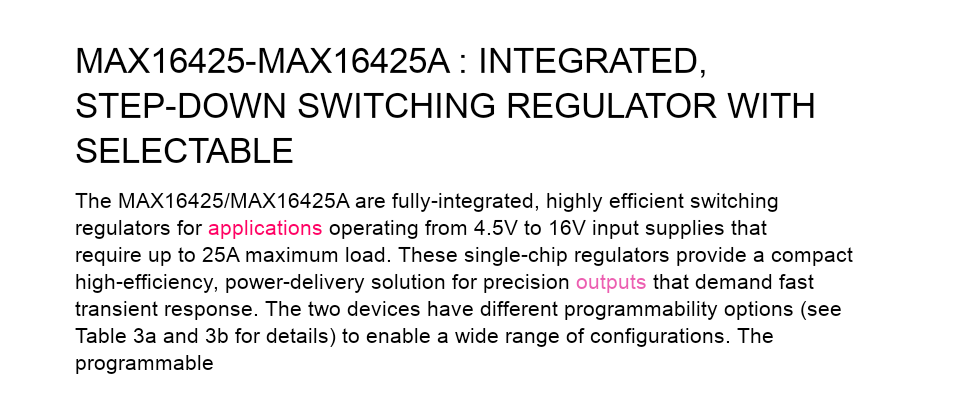 MAX16425-MAX16425A : INTEGRATED,
STEP-DOWN SWITCHING REGULATOR WITH
SELECTABLE
The MAX16425/MAX16425A are fully-integrated, highly efficient switching
regulators for applications operating from 4.5V to 16V input supplies that
require up to 25A maximum load. These single-chip regulators provide a compact
high-efficiency, power-delivery solution for precision outputs that demand fast
transient response. The two devices have different programmability options (see
Table 3a and 3b for details) to enable a wide range of configurations. The
programmable